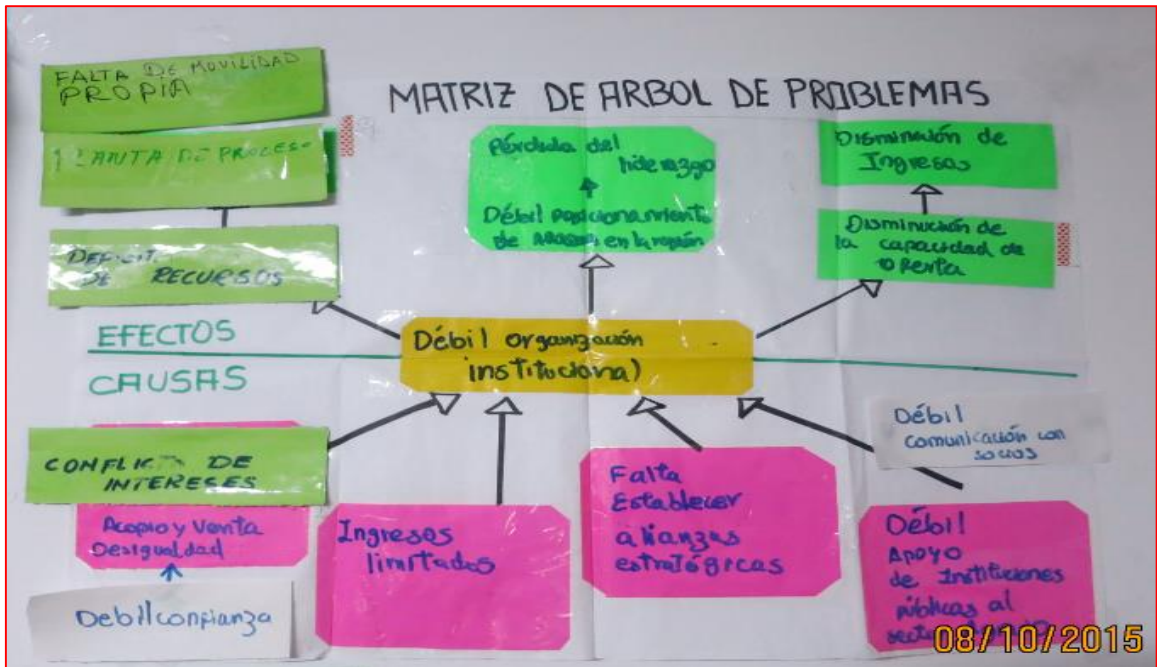 FALTA DE MOVILIDAD
PROPIA
MATRIZ DE ARBOL DE PROBLEMAS
PLANTA DE PROCESO
Pérdida del
liderazgo
Débil posicionamiento
de en la región
Disminución de
Ingresos
Disminución de
la capacidad de
Renta
DEFICIT
DE RECURSOS
EFECTOS
Débil organización
institucional
CAUSAS
CONFLICTO DE
INTERESES
Acopio y Venta
Desigualdad
Debil confianza
Ingresos
limitados
Falta
Establecer
alianzas
estratégicas
Débil
comunicación con
socios
Débil
Apoyo
de Instituciones
públicas al
08/10/2015